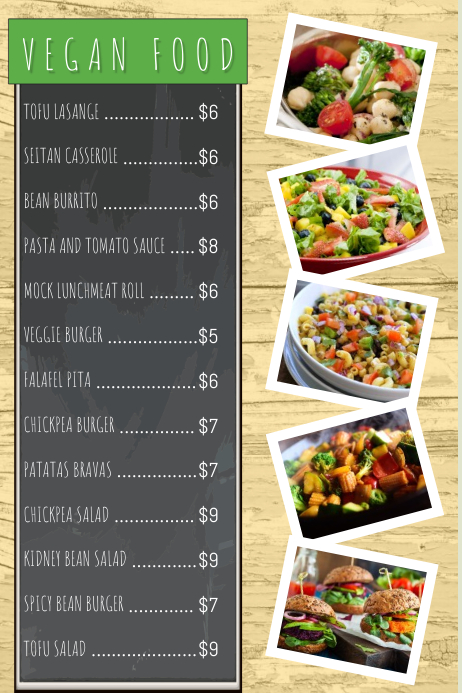 VEGAN FOOD
TOFU LASANGE .................. $6
SEITAN CASSEROLE ...............$6
BEAN BURRITO ...................$6
PASTA AND TOMATO SAUCE ..... $8
MOCK LUNCHMEAT ROLL ......... $6
VEGGIE BURGER ..................$5
FALAFEL PITA .....................$6
CHICKPEA BURGER ............... $7
PATATAS BRAVAS ................$7
CHICKPEA SALAD .................$9
KIDNEY BEAN SALAD .............$9
SPICY BEAN BURGER .............$7
TOFU SALAD .....................$9